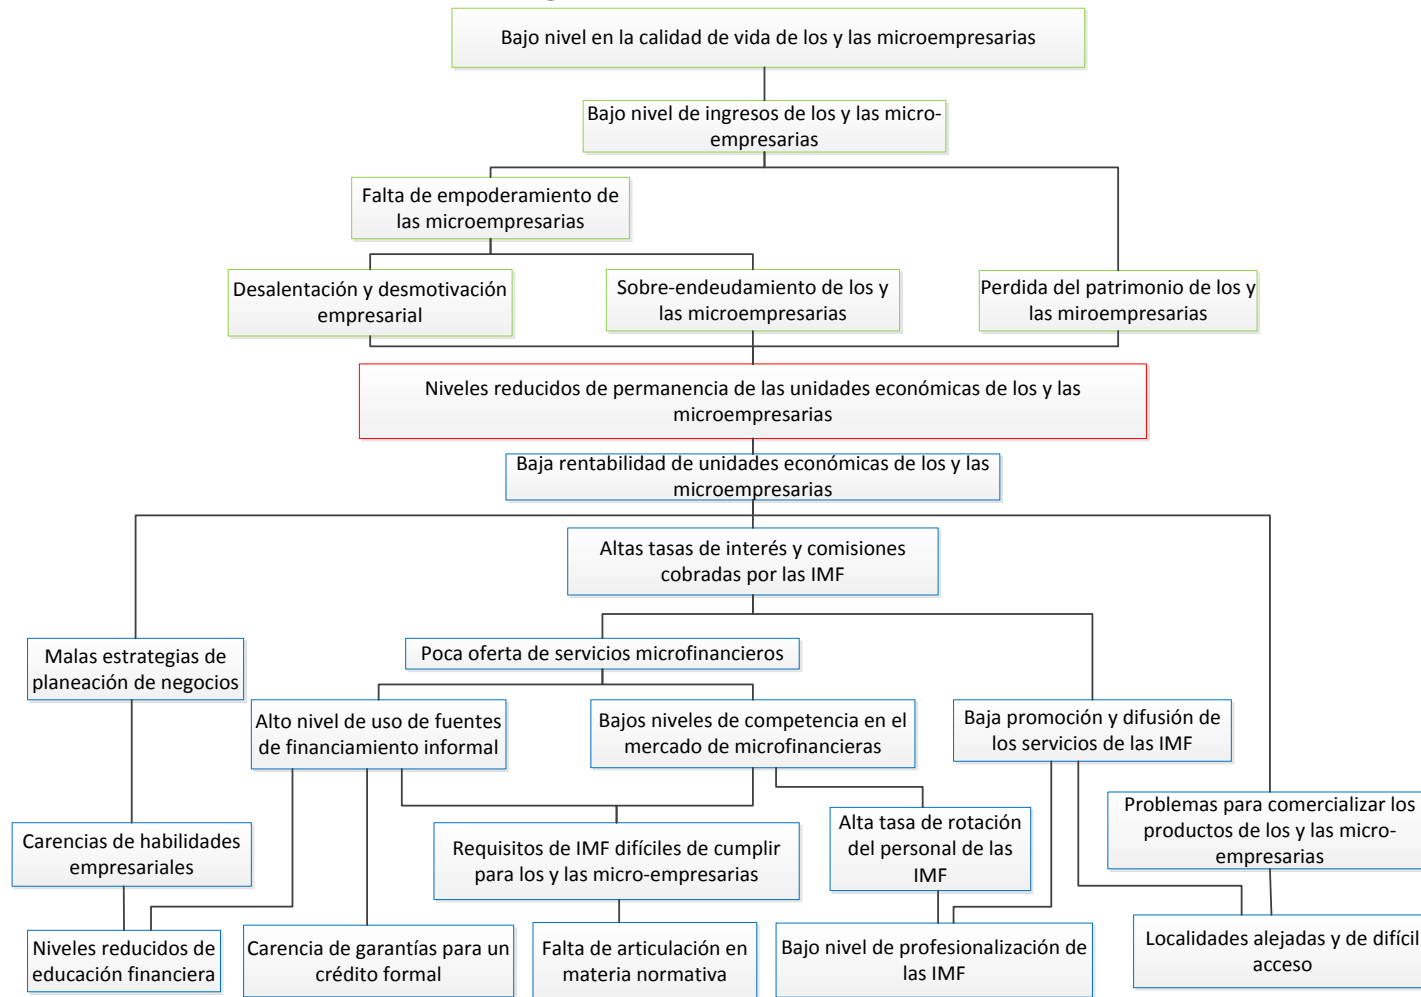 Bajo nivel en la calidad de vida de los y las microempresarias
Bajo nivel de ingresos de los y las micro-
empresarias
Falta de empoderamiento de
las microempresarias
Desalentación y desmotivación
empresarial
Sobre-endeudamiento de los y
las microempresarias
Perdida del patrimonio de los y
las miroempresarias
Niveles reducidos de permanencia de las unidades económicas de los y las
microempresarias
Baja rentabilidad de unidades económicas de los y las
microempresarias
Altas tasas de interés y comisiones
cobradas por las IMF
Malas estrategias de
planeación de negocios
Poca oferta de servicios microfinancieros
Alto nivel de uso de fuentes
de financiamiento informal
Bajos niveles de competencia en el
mercado de microfinancieras
Baja promoción y difusión de
los servicios de las IMF
Problemas para comercializar los
productos de los y las micro-
empresarias
Carencias de habilidades
empresariales
Requisitos de IMF difíciles de cumplir
para los y las micro-empresarias
Alta tasa de rotación
del personal de las
IMF
Niveles reducidos de
educación financiera
Carencia de garantías para un
crédito formal
Falta de articulación en
materia normativa
Bajo nivel de profesionalización de
las IMF
Localidades alejadas y de difícil
acceso